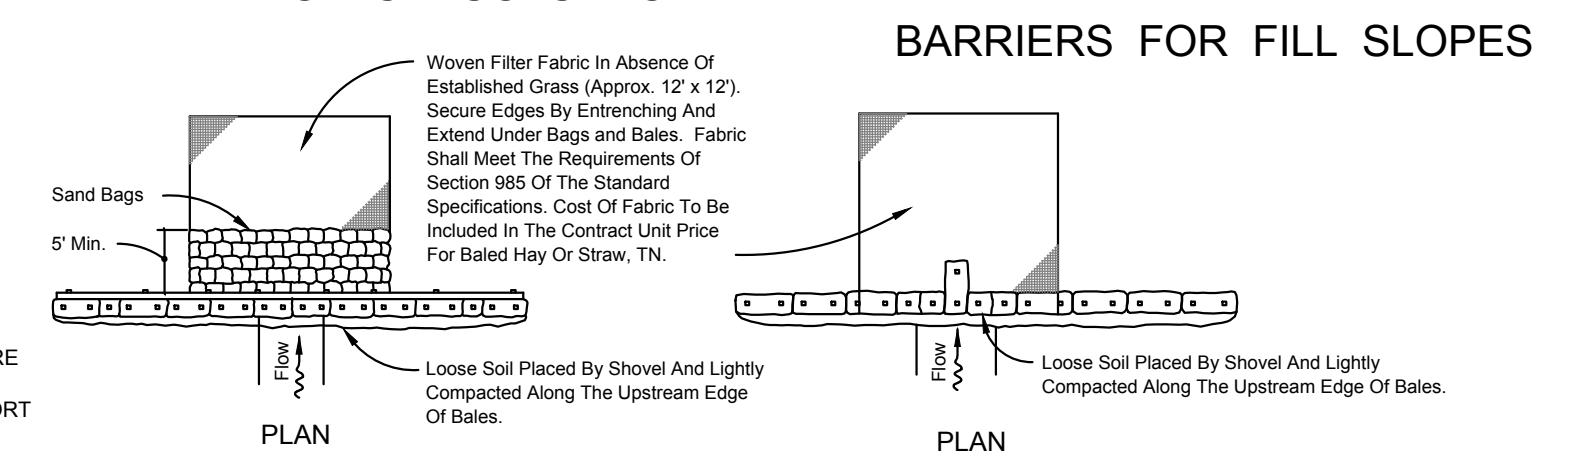 BARRIERS FOR FILL SLOPES
Woven Filter Fabric In Absence Of
Established Grass (Approx. 12' x 12').
Secure Edges By Entrenching And
Extend Under Bags and Bales. Fabric
Shall Meet The Requirements Of
Section 985 Of The Standard
Specifications. Cost Of Fabric To Be
Included In The Contract Unit Price
For Baled Hay Or Straw, TN.
Sand Bags
5' Min.
Flow
Loose Soil Placed By Shovel And Lightly
Compacted Along The Upstream Edge
Of Bales.
PLAN
Flow
Loose Soil Placed By Shovel And Lightly
Compacted Along The Upstream Edge Of Bales.
PLAN
RE
ORT